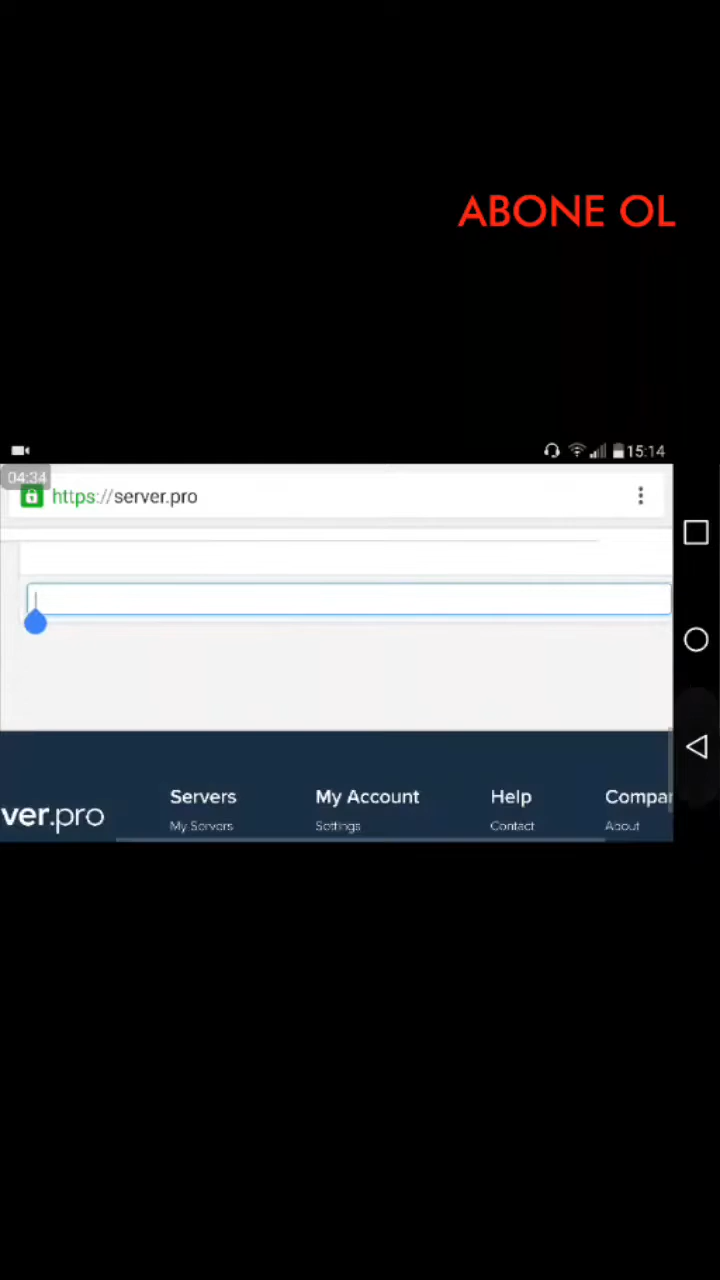 ABONE OL
15:14
04:34
https://server.pro
Servers My Account Help Compar
ver.pro
My Servers Settings Contact About